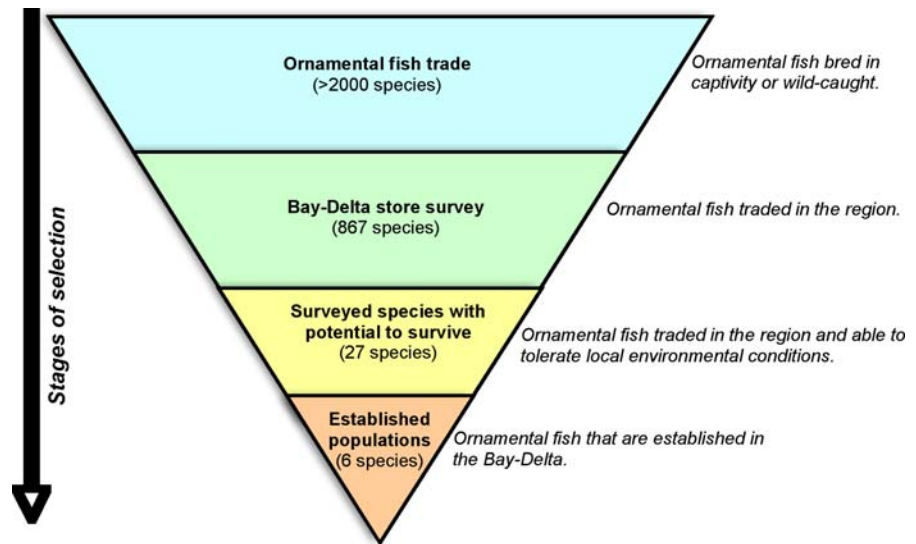 Ornamental fish trade
(>2000 species)
Ornamental fish bred in
captivity or wild-caught.
Bay-Delta store survey
(867 species)
Ornamental fish traded in the region.
Stages of selection
Surveyed species with
potential to survive
(27 species)
Ornamental fish traded in the region and able to
tolerate local environmental conditions.
Established
populations
(6 species)
Ornamental fish that are established in
the Bay-Delta.